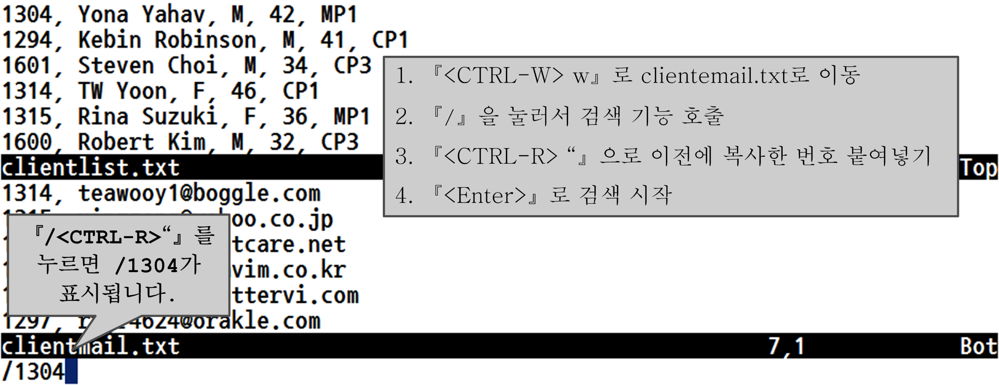 1304, Yona Yahav, M, 42, MP1
1294, Kebin Robinson, M, 41, CP1
1601, Steven Choi, M, 34, CP3
1314, TW Yoon, F, 46, CP1
1315, Rina Suzuki, F, 36, MP1
1600, Robert Kim, M, 32, CP3
clientlist.txt Top
1. 『<CTRL-W> w』로 clientemail.txt로 이동
2. 『/』을 눌러서 검색 기능 호출
3. 『<CTRL-R> “』으로 이전에 복사한 번호 붙여넣기
4. 『<Enter>』로 검색 시작
1314, teawooy1@boggle.com
oo.co.jp
tcare.net
vim.co.kr
ttervi.com
1297, 4624@orakle.com
『/<CTRL-R>“』를
누르면 /1304가
표시됩니다.
clientmail.txt 7,1 Bot
/1304